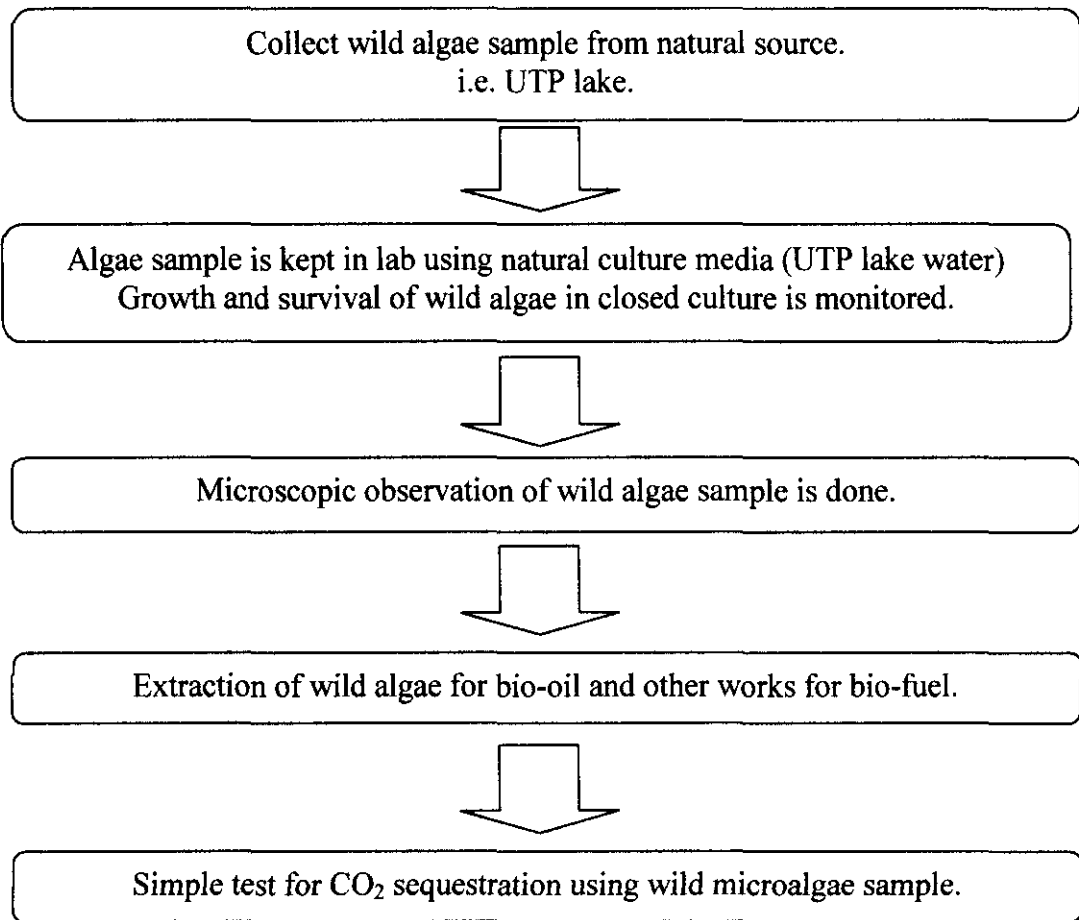 Collect wild algae sample from natural source.
i.e. UTP lake.
Algae sample is kept in lab using natural culture media (UTP lake water)
Growth and survival of wild algae in closed culture is monitored.
Microscopic observation of wild algae sample is done.
Extraction of wild algae for bio-oil and other works for bio-fuel.
Simple test for CO₂ sequestration using wild microalgae sample.